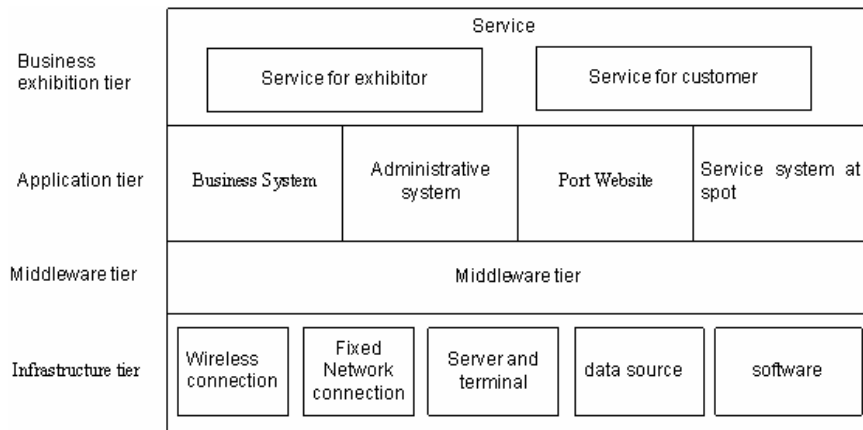 Service
Business
exhibition tier
Service for exhibitor
Service for customer
Application tier
Business System
Administrative
system
Port Website
Service system at
spot
Middleware tier
Middleware tier
Infrastructure tier
Wireless
connection
Fixed
Network
connection
Server and
terminal
data source
software